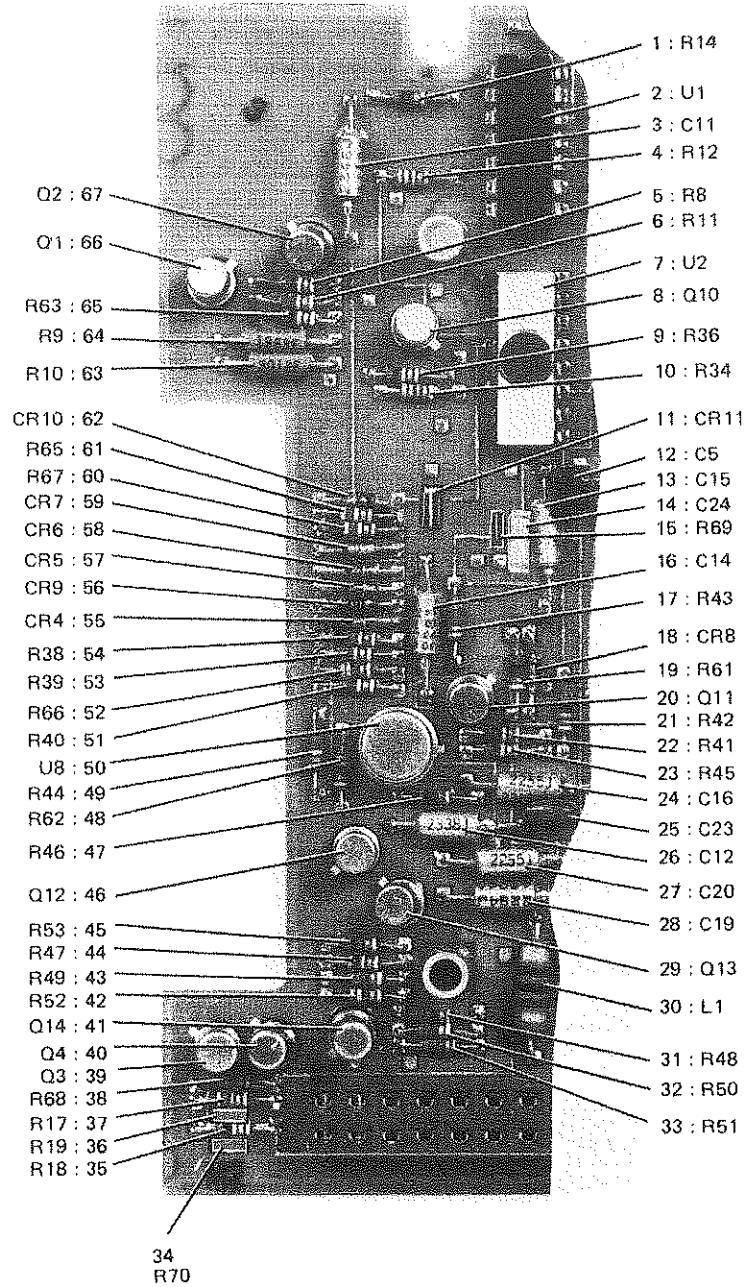 1 : R14
2 : U1
3 : C11
4 : R12
5 : R8
6 : R11
7 : U2
8 : Q10
9 : R36
10 : R34
11 : CR11
12 : C5
13 : C15
14 : C24
15 : R69
16 : C14
17 : R43
18 : CR8
19 : R61
20 : Q11
21 : R42
22 : R41
23 : R45
24 : C16
25 : C23
26 : C12
27 : C20
28 : C19
29 : Q13
30 : L1
31 : R48
32 : R50
33 : R51
Q2 : 67
Q1 : 66
R63 : 65
R9 : 64
R10 : 63
CR10 : 62
R65 : 61
R67 : 60
CR7 : 59
CR6 : 58
CR5 : 57
CR9 : 56
CR4 : 55
R38 : 54
R39 : 53
R66 : 52
R40 : 51
U8 : 50
R44 : 49
R62 : 48
R46 : 47
Q12 : 46
R53 : 45
R47 : 44
R49 : 43
R52 : 42
Q14 : 41
Q4 : 40
Q3 : 39
R68 : 38
R17 : 37
R19 : 36
R18 : 35
34
R70
22551